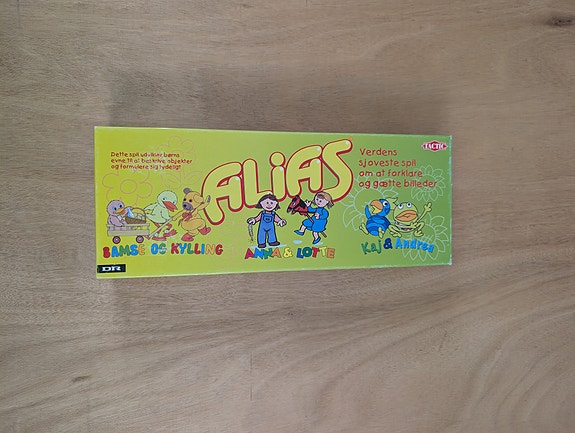 Dette spil udvikler børns
evne til at beskrive objekter
og formulere sig tydeligt
ALIAS
Verdens
sjoveste spil
om at forklare
og gætte billeder
TACTIC
BAMSE OG KYLLING
ANNA & LOTTE
Kaj & Andrea
DR